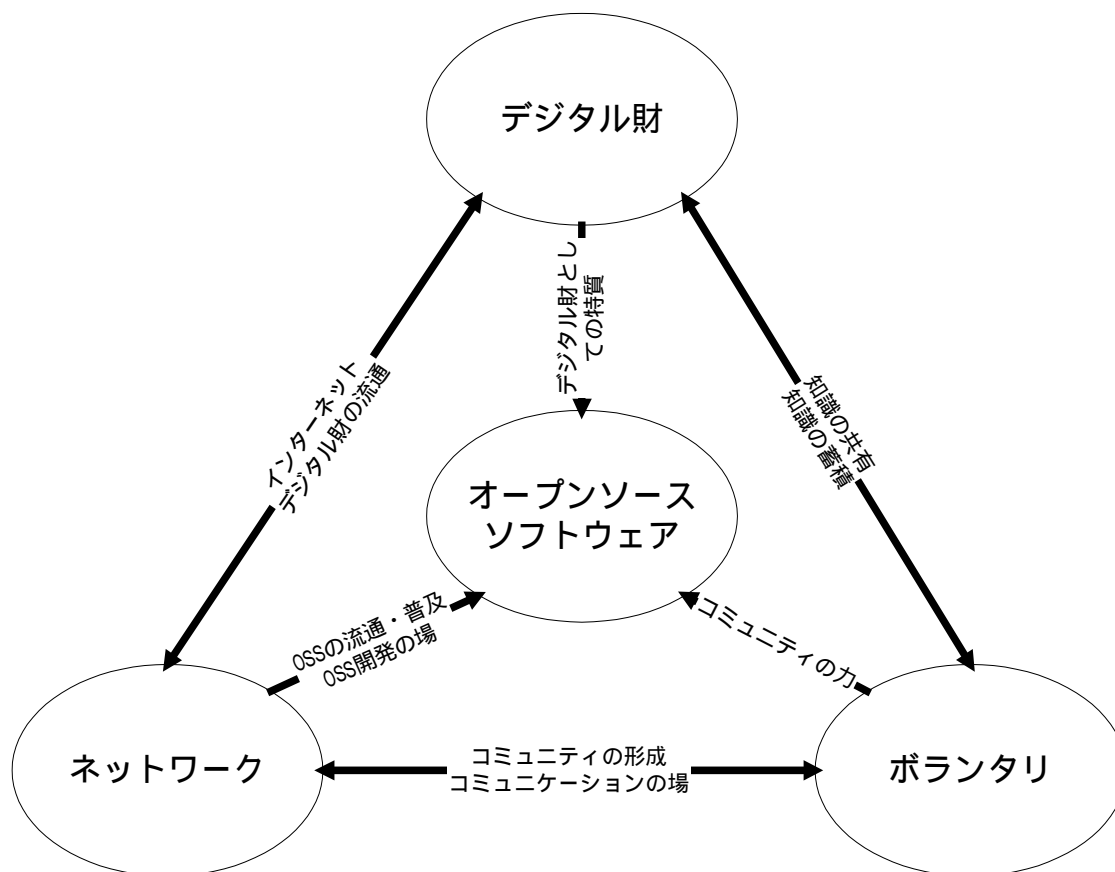 デジタル財
デジタル財とし
ての特質
インターネット
デジタル財の流通
知識の共有
知識の蓄積
オープンソース
ソフトウェア
OSSの流通・普及
OSS開発の場
コミュニティの力
ネットワーク
コミュニティの形成
コミュニケーションの場
ボランタリ